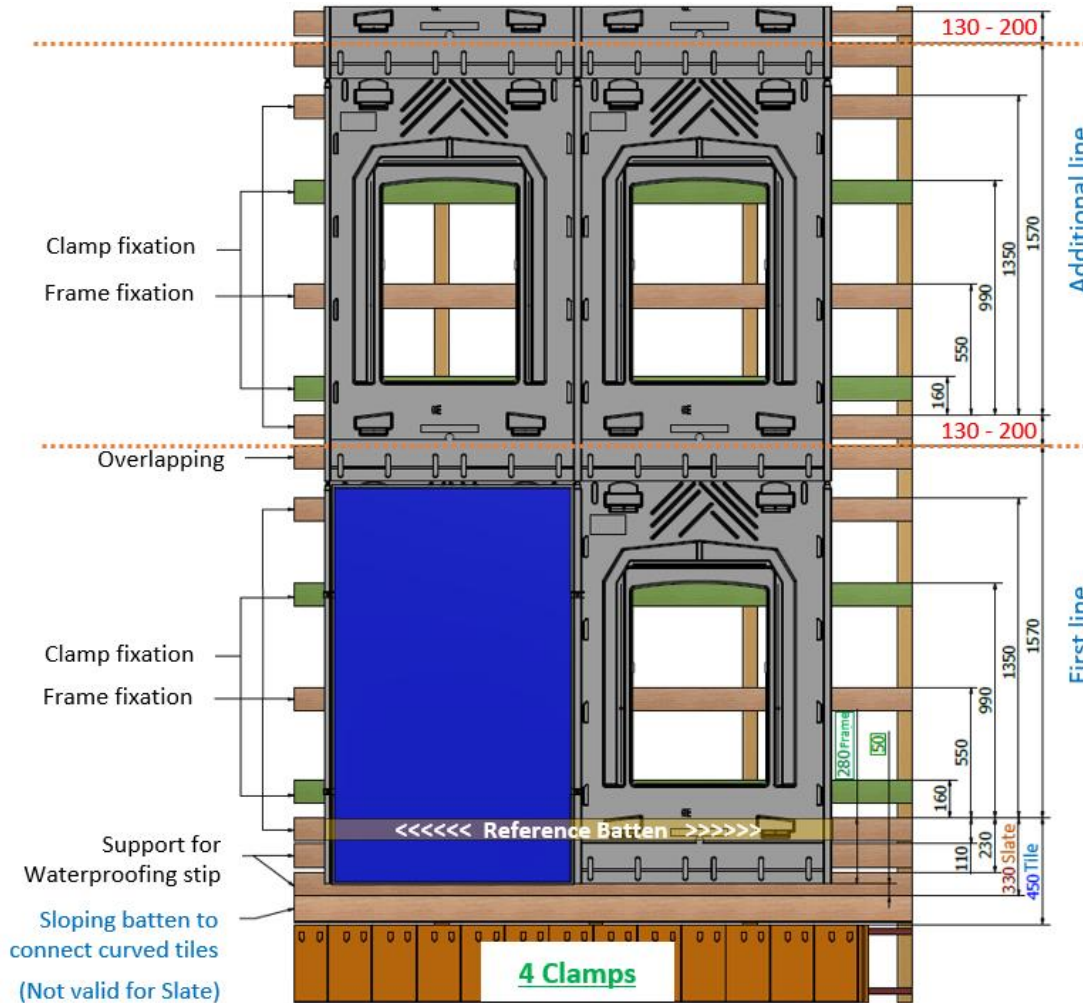 130 - 200
Clamp fixation
Frame fixation
Additional line
1570
1350
990
550
160
130 - 200
Overlapping
Clamp fixation
Frame fixation
First line
1570
1350
990
550
160
280 Frame
50
<<<<<< Reference Batten >>>>>>
110
230
330 Slate
450 Tile
Support for
Waterproofing stip
Sloping batten to
connect curved tiles
(Not valid for Slate)
4 Clamps